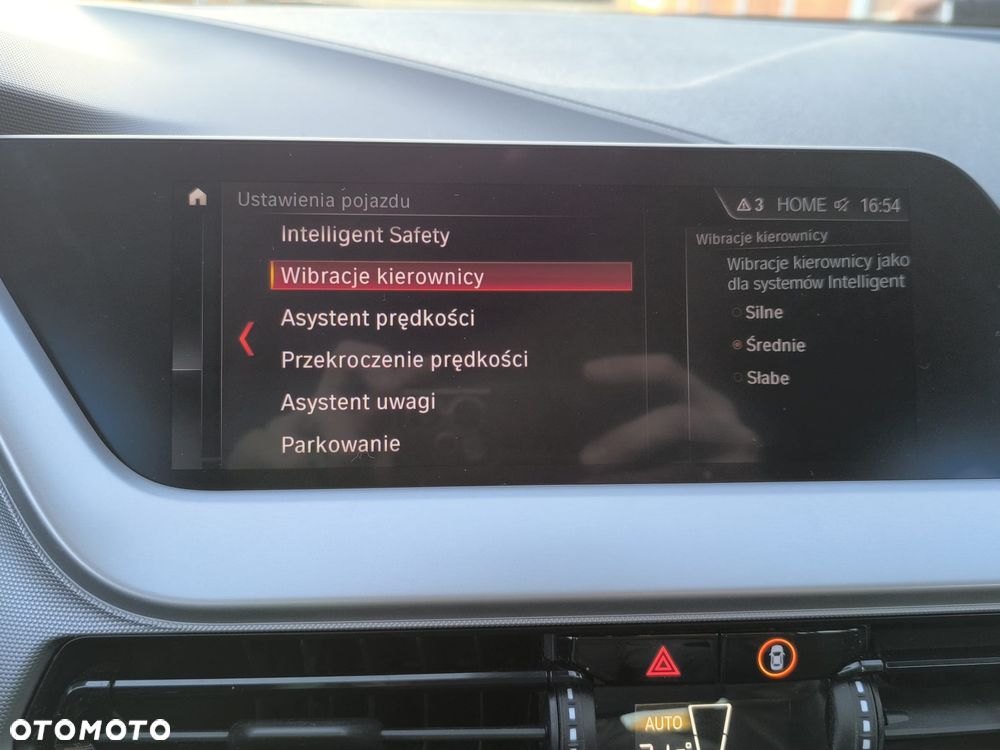 Ustawienia pojazdu
3 HOME 16:54
Intelligent Safety
Wibracje kierownicy
Asystent prędkości
Przekroczenie prędkości
Asystent uwagi
Parkowanie
Wibracje kierownicy
Wibracje kierownicy jako
dla systemów Intelligent
Silne
Średnie
Słabe
AUTO
OTOMOTO